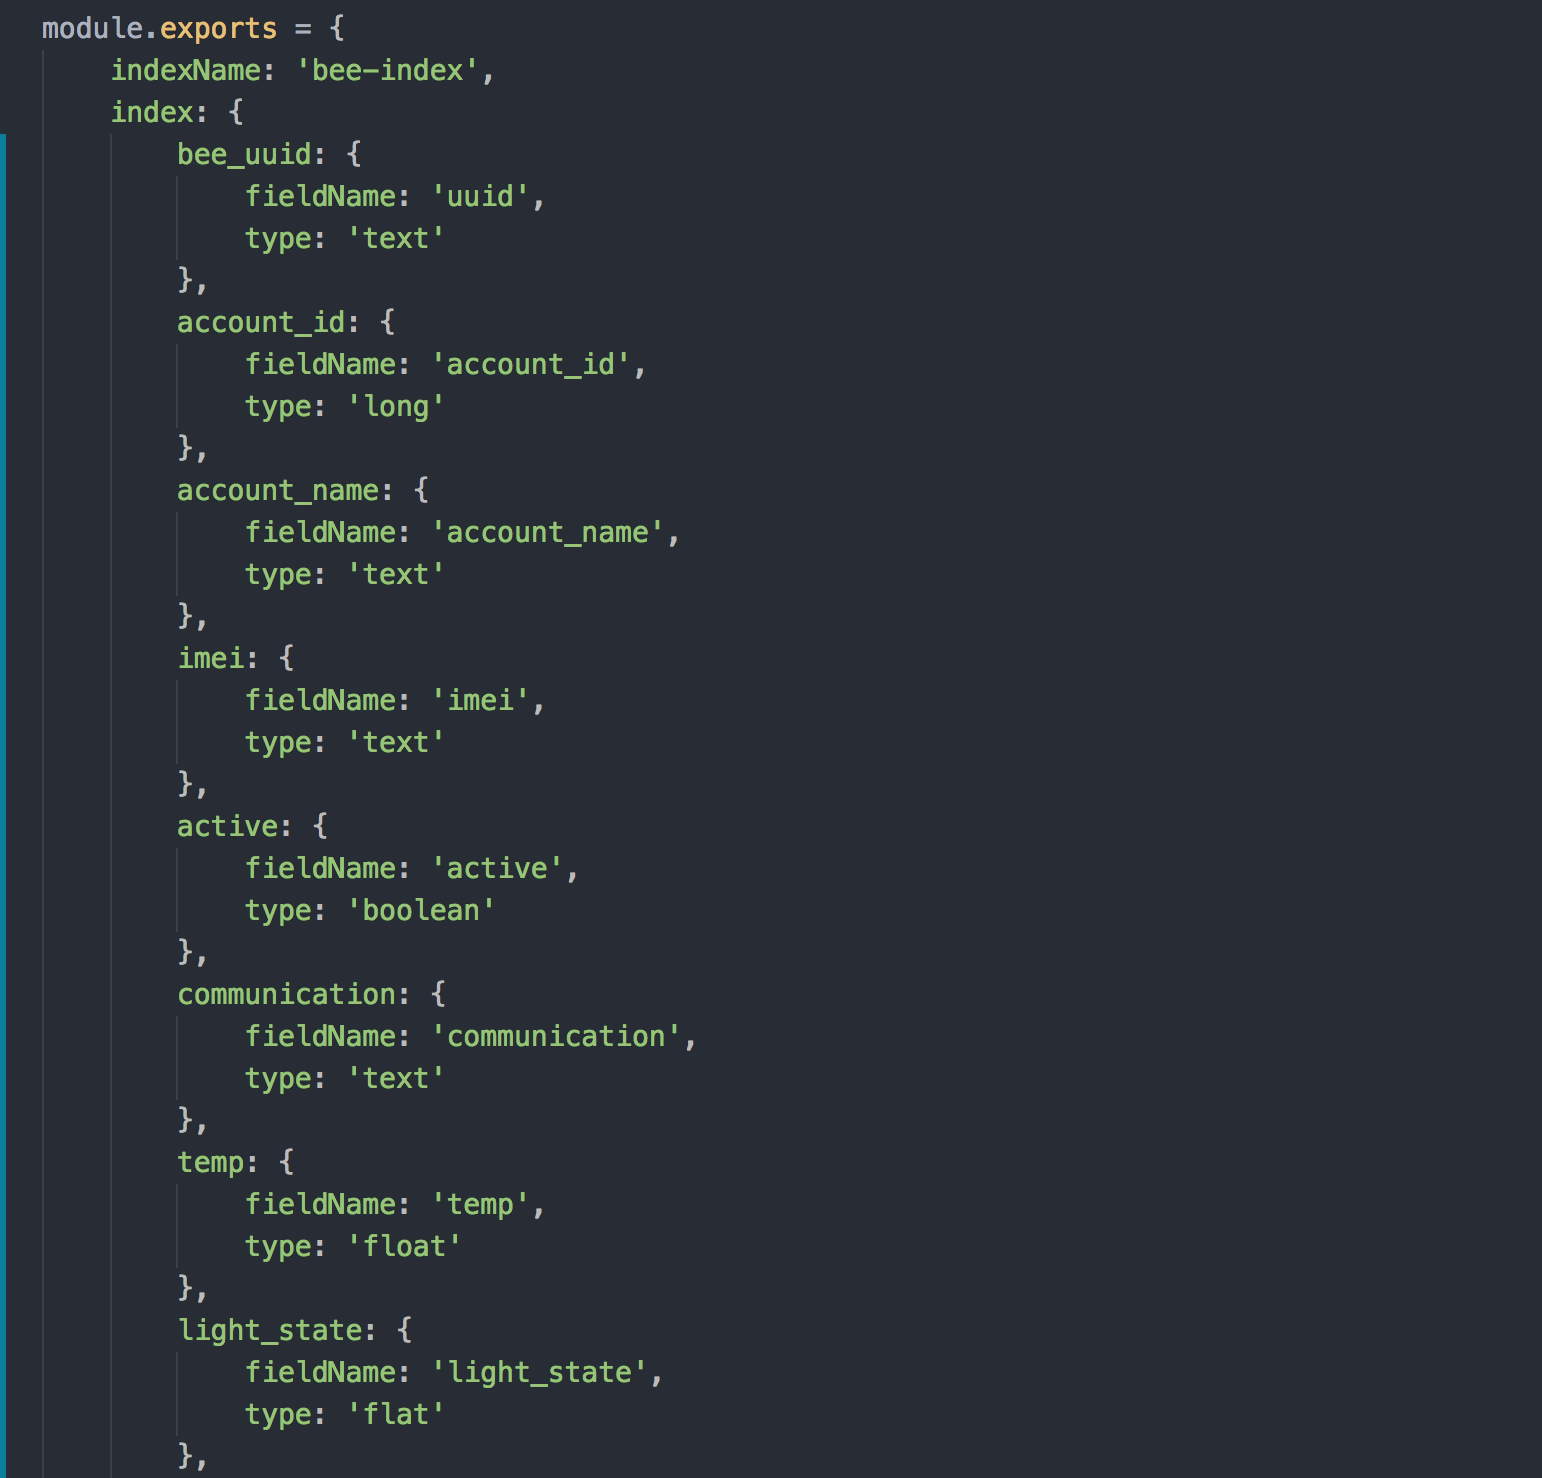 module.exports = {
    indexName: 'bee-index',
    index: {
        bee_uuid: {
            fieldName: 'uuid',
            type: 'text'
        },
        account_id: {
            fieldName: 'account_id',
            type: 'long'
        },
        account_name: {
            fieldName: 'account_name',
            type: 'text'
        },
        imei: {
            fieldName: 'imei',
            type: 'text'
        },
        active: {
            fieldName: 'active',
            type: 'boolean'
        },
        communication: {
            fieldName: 'communication',
            type: 'text'
        },
        temp: {
            fieldName: 'temp',
            type: 'float'
        },
        light_state: {
            fieldName: 'light_state',
            type: 'flat'
        },